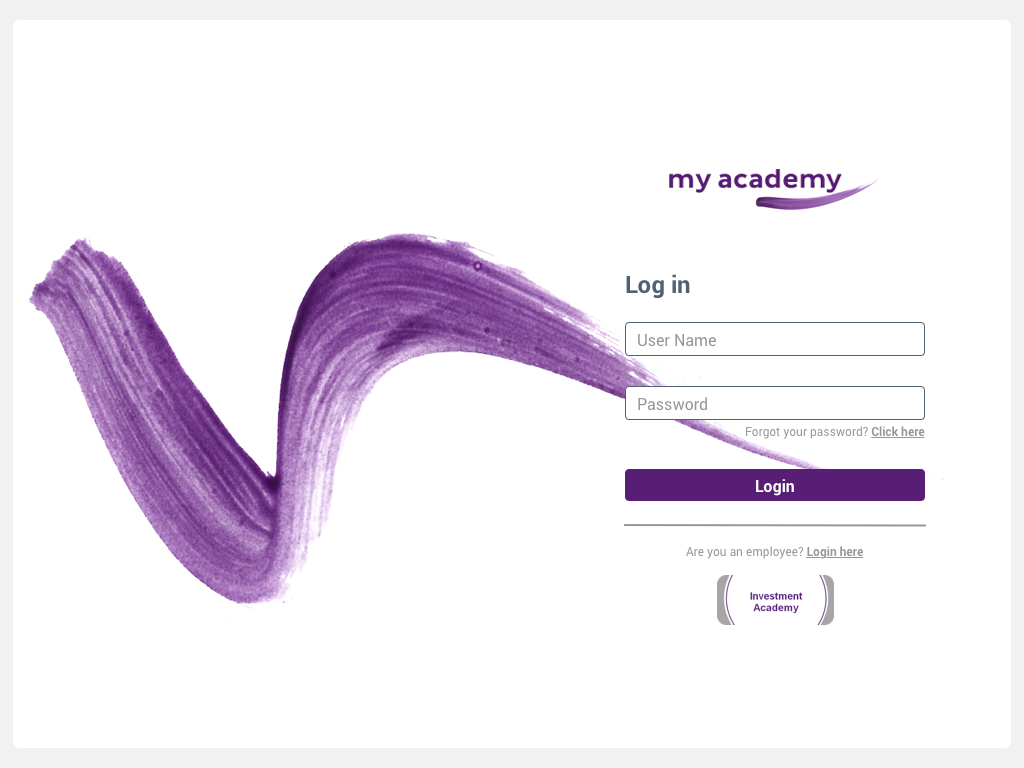 my academy
Log in
User Name
Password
Forgot your password? Click here
Login
Are you an employee? Login here
Investment
Academy